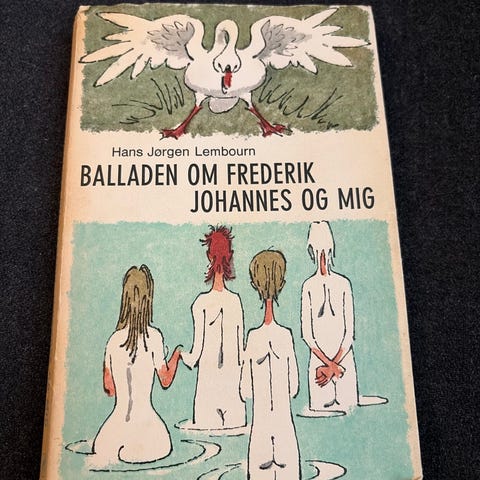 Hans Jørgen Lembourn
BALLADEN OM FREDERIK
JOHANNES OG MIG